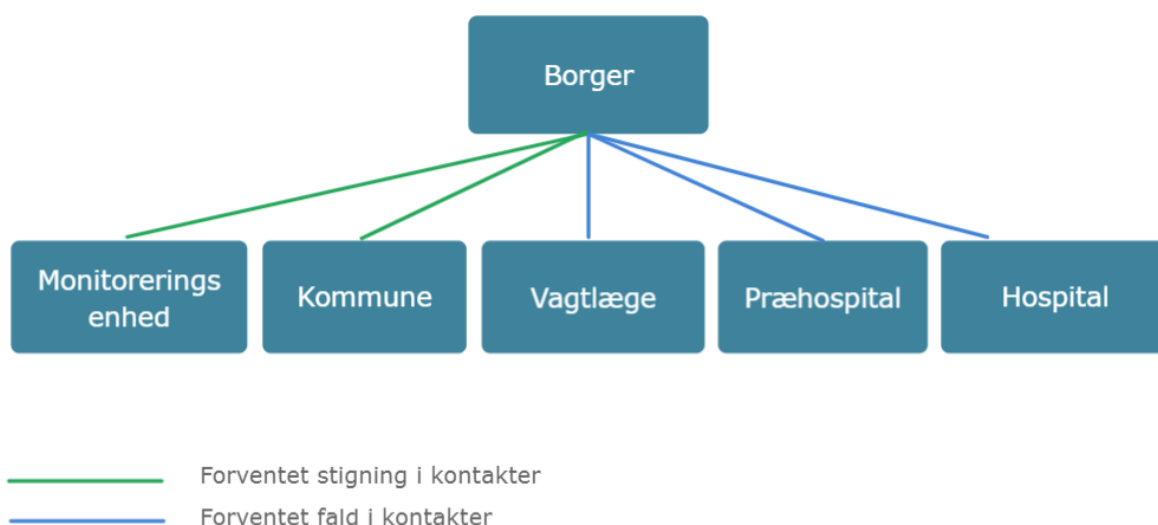 Borger
Monitorerings
enhed
Kommune
Vagtlæge
Præhospital
Hospital
Forventet stigning i kontakter
Forventet fald i kontakter